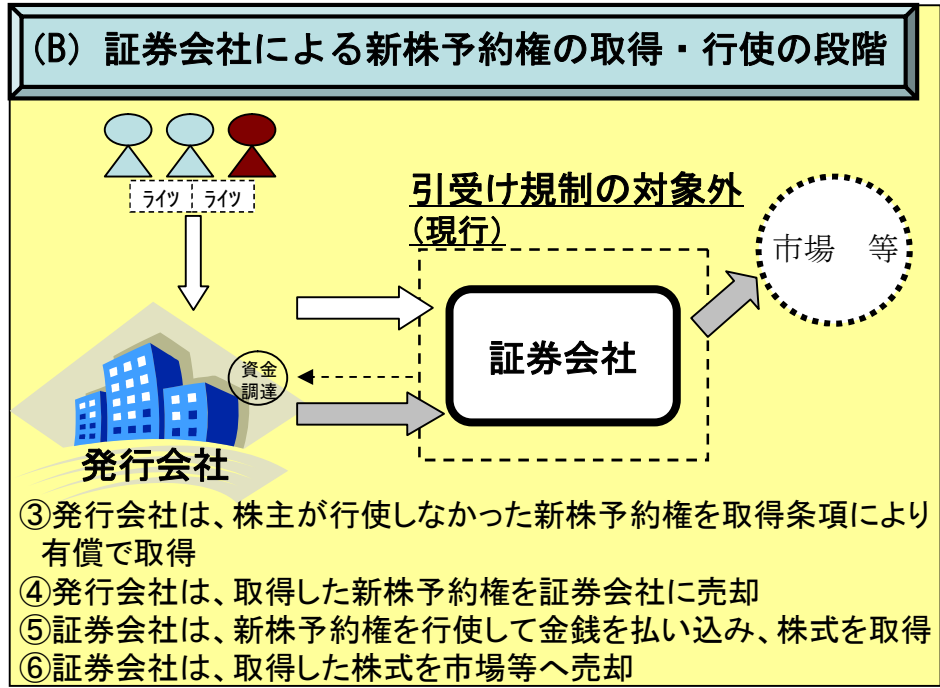 (B) 証券会社による新株予約権の取得・行使の段階
ライツ ライツ
引受け規制の対象外
(現行)
市場 等
証券会社
資金
調達
発行会社
③発行会社は、株主が行使しなかった新株予約権を取得条項により
有償で取得
④発行会社は、取得した新株予約権を証券会社に売却
⑤証券会社は、新株予約権を行使して金銭を払い込み、株式を取得
⑥証券会社は、取得した株式を市場等へ売却